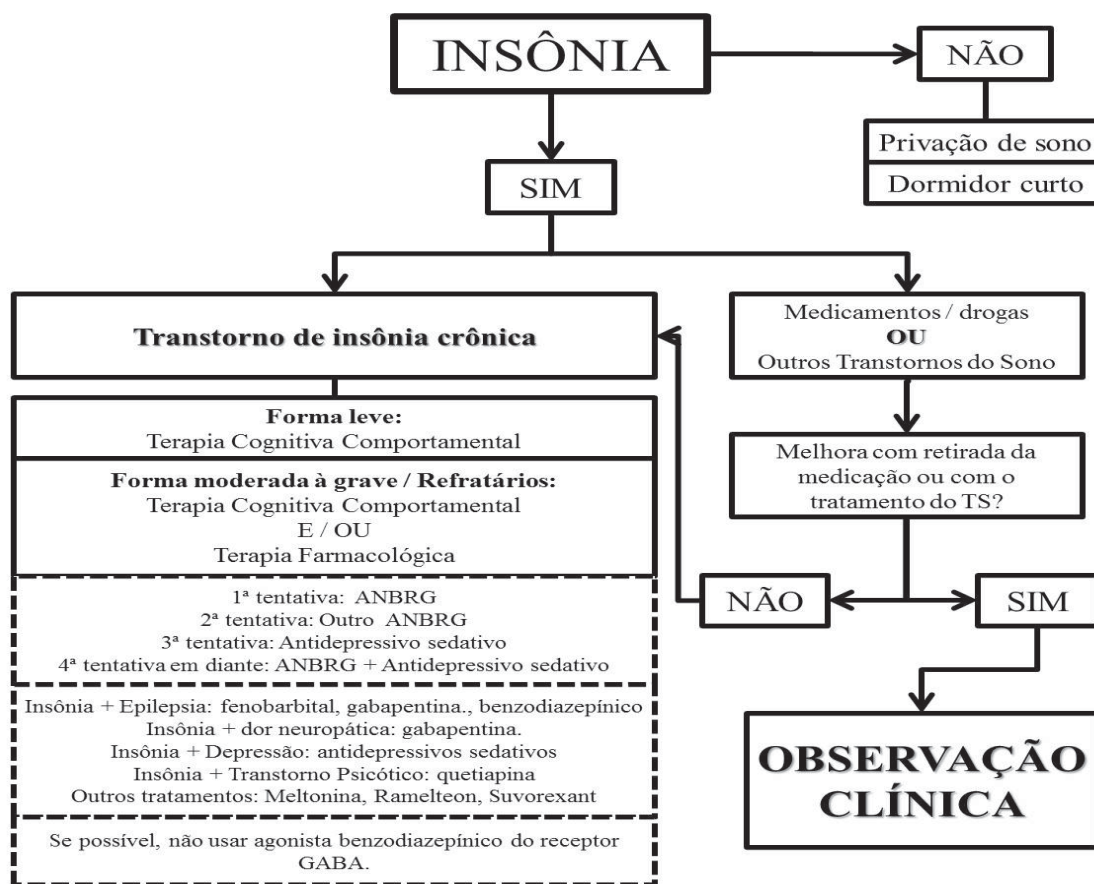 INSÔNIA
NÃO
Privação de sono
Dormidor curto
SIM
Transtorno de insônia crônica
Forma leve:
Terapia Cognitiva Comportamental
Forma moderada à grave / Refratários:
Terapia Cognitiva Comportamental
E / OU
Terapia Farmacológica
1ª tentativa: ANBRG
2ª tentativa: Outro ANBRG
3ª tentativa: Antidepressivo sedativo
4ª tentativa em diante: ANBRG + Antidepressivo sedativo
Insônia + Epilepsia: fenobarbital, gabapentina., benzodiazepínico
Insônia + dor neuropática: gabapentina.
Insônia + Depressão: antidepressivos sedativos
Insônia + Transtorno Psicótico: quetiapina
Outros tratamentos: Meltonina, Ramelteon, Suvorexant
Se possível, não usar agonista benzodiazepínico do receptor
GABA.
Medicamentos / drogas
OU
Outros Transtornos do Sono
Melhora com retirada da
medicação ou com o
tratamento do TS?
NÃO
SIM
OBSERVAÇÃO
CLÍNICA